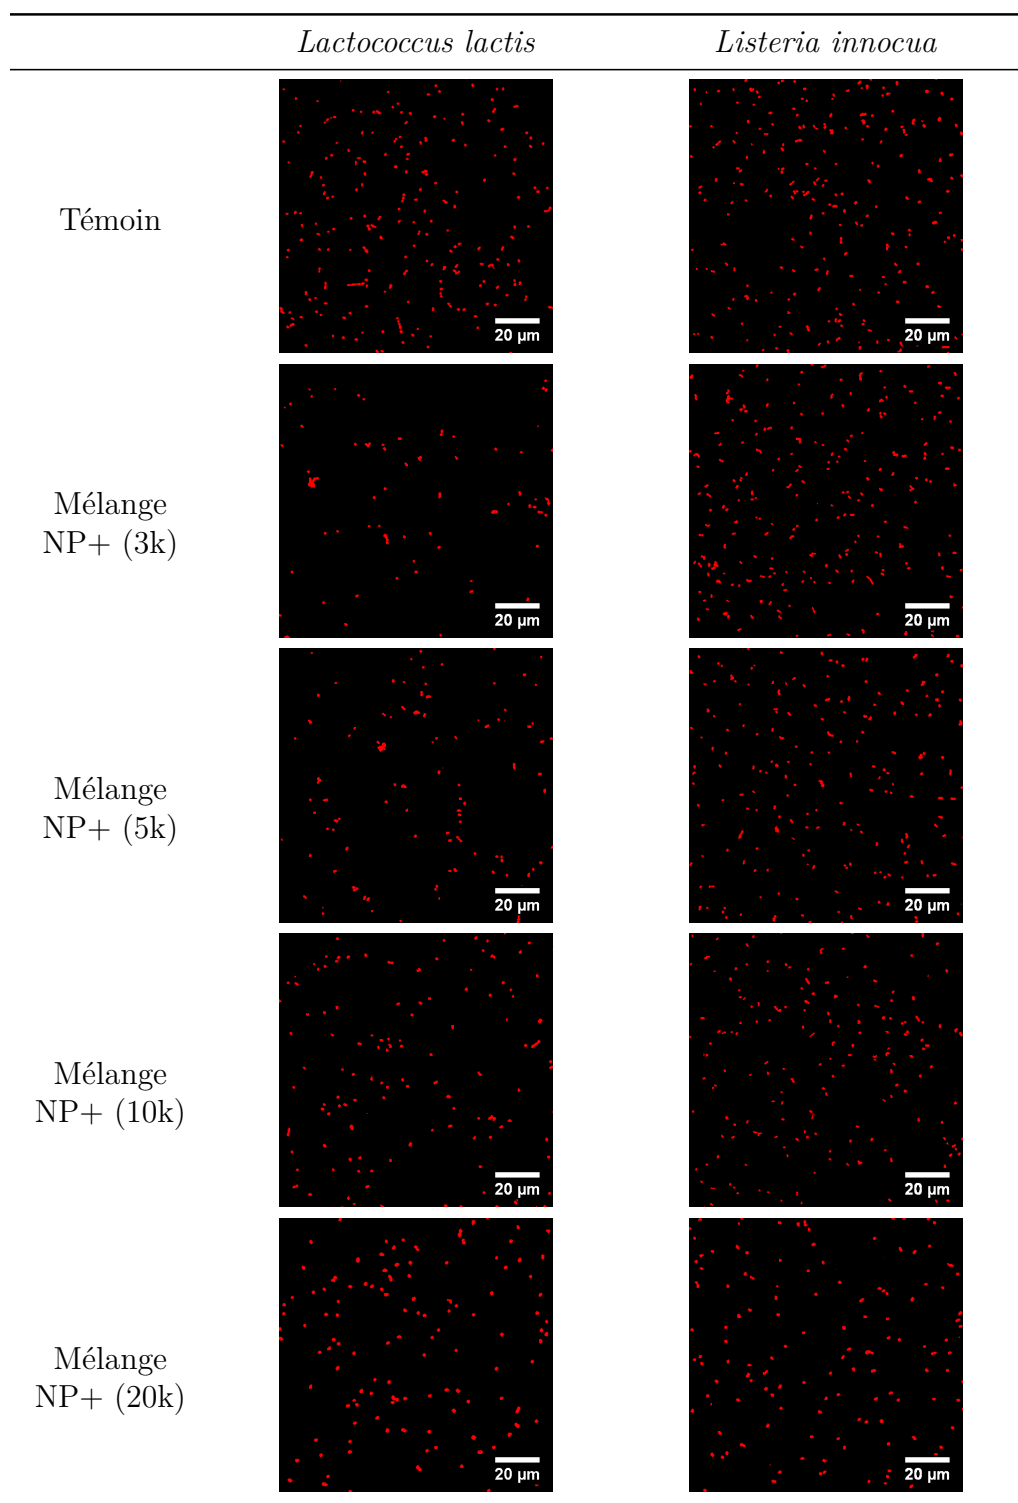 Lactococcus lactis Listeria innocua
Témoin
20 µm 20 µm
Mélange
NP+ (3k)
20 µm 20 µm
Mélange
NP+ (5k)
20 µm 20 µm
Mélange
NP+ (10k)
20 µm 20 µm
Mélange
NP+ (20k)
20 µm 20 µm